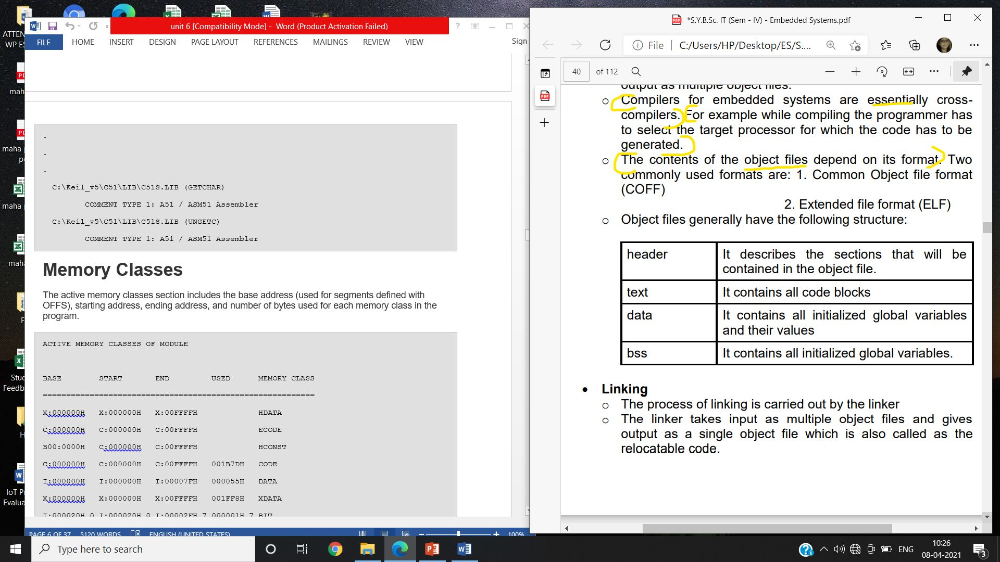 ATTEN
WP ES
mah
maha
p
maha
mah
F
Stud
Feedb
H
IoT P
Evalua
unit 6 [Compatibility Mode] - Word (Product Activation Failed)
FILE HOME INSERT DESIGN PAGE LAYOUT REFERENCES MAILINGS REVIEW VIEW Sign
.
.
.
C:\Keil_v5\C51\LIB\C51S.LIB (GETCHAR)
COMMENT TYPE 1: A51 / ASM51 Assembler
C:\Keil_v5\C51\LIB\C51S.LIB (UNGETC)
COMMENT TYPE 1: A51 / ASM51 Assembler
Memory Classes
The active memory classes section includes the base address (used for segments defined with
OFFS), starting address, ending address, and number of bytes used for each memory class in the
program.
ACTIVE MEMORY CLASSES OF MODULE
BASE START END USED MEMORY CLASS
==========================================================
X:000000H X:000000H X:00FFFFH HDATA
C:000000H C:000000H C:00FFFFH ECODE
B00:0000H C:000000H C:00FFFFH HCONST
C:000000H C:000000H C:00FFFFH 001B7DH CODE
I:000000H I:000000H I:00007FH 000055H DATA
X:000000H X:000000H X:00FFFFH 001FF8H XDATA
I:000020H.0 I:000020H.0 I:00002FH.7 000001H.7 BIT
PAGE 6 OF 37 5120 WORDS ENGLISH (UNITED STATES) 100%
*S.Y.B.Sc. IT (Sem - IV) - Embedded Systems.pdf
File | C:/Users/HP/Desktop/ES/S....
40 of 112
output as multiple object files.
o Compilers for embedded systems are essentially cross-
compilers. For example while compiling the programmer has
to select the target processor for which the code has to be
generated.
o The contents of the object files depend on its format. Two
commonly used formats are: 1. Common Object file format
(COFF)
2. Extended file format (ELF)
o Object files generally have the following structure:
header It describes the sections that will be
contained in the object file.
text It contains all code blocks
data It contains all initialized global variables
and their values
bss It contains all initialized global variables.
• Linking
o The process of linking is carried out by the linker
o The linker takes input as multiple object files and gives
output as a single object file which is also called as the
relocatable code.
Type here to search
ENG
10:26
08-04-2021
3